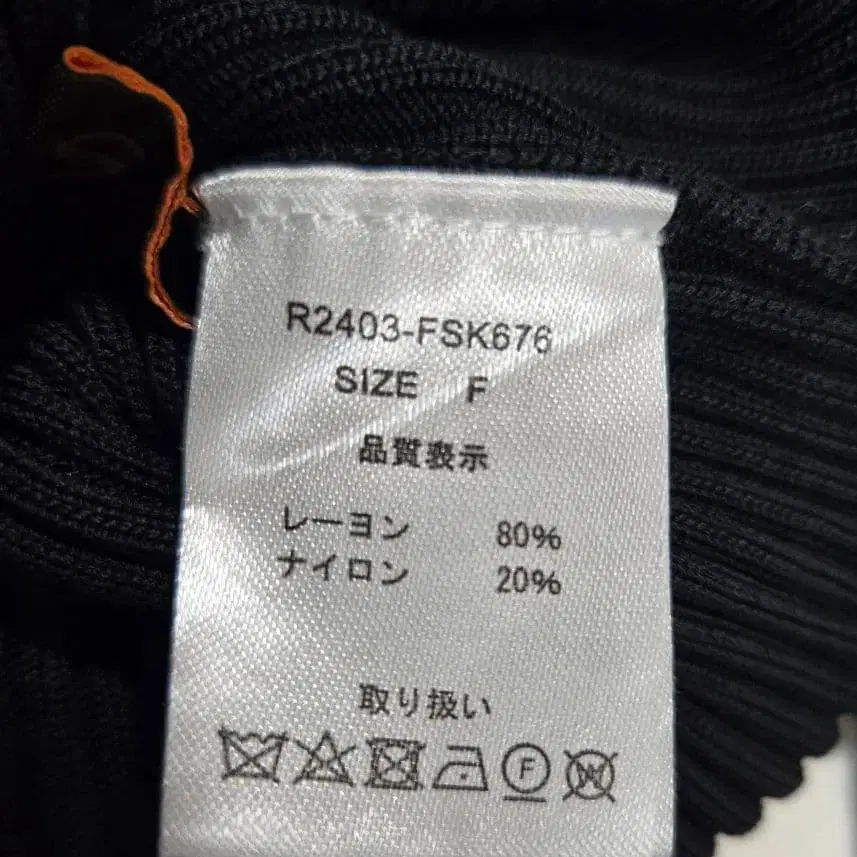 R2403-FSK676
SIZE F
品質表示
レーヨン 80%
ナイロン 20%
取り扱い
F W